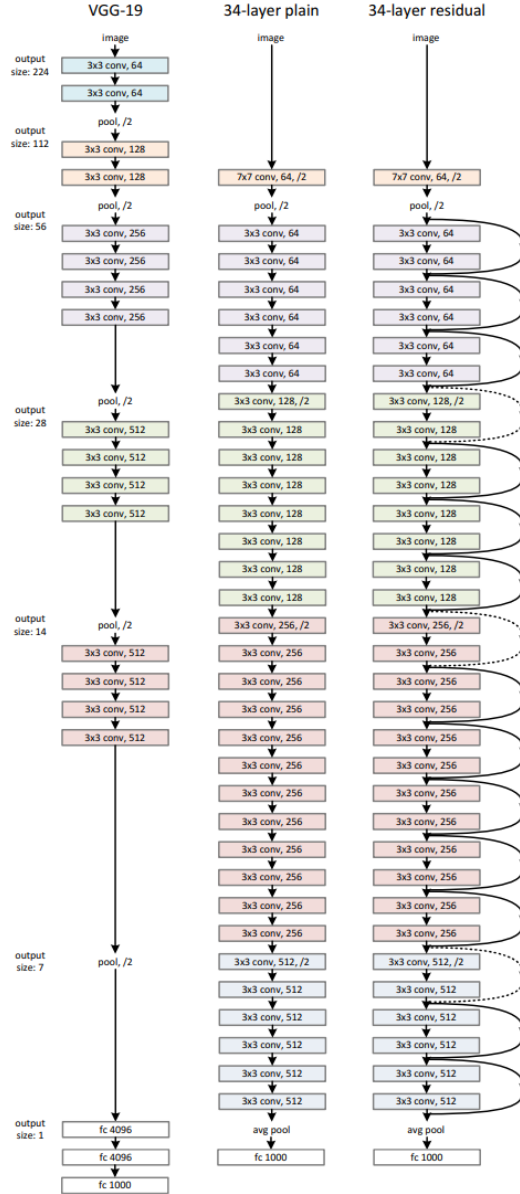 VGG-19
image
output
size: 224
3x3 conv, 64
3x3 conv, 64
pool, /2
output
size: 112
3x3 conv, 128
3x3 conv, 128
pool, /2
output
size: 56
3x3 conv, 256
3x3 conv, 256
3x3 conv, 256
3x3 conv, 256
pool, /2
output
size: 28
3x3 conv, 512
3x3 conv, 512
3x3 conv, 512
3x3 conv, 512
pool, /2
output
size: 14
3x3 conv, 512
3x3 conv, 512
3x3 conv, 512
3x3 conv, 512
pool, /2
output
size: 7
output
size: 1
fc 4096
fc 4096
fc 1000
34-layer plain
image
7x7 conv, 64, /2
pool, /2
3x3 conv, 64
3x3 conv, 64
3x3 conv, 64
3x3 conv, 64
3x3 conv, 64
3x3 conv, 64
3x3 conv, 128, /2
3x3 conv, 128
3x3 conv, 128
3x3 conv, 128
3x3 conv, 128
3x3 conv, 128
3x3 conv, 128
3x3 conv, 128
3x3 conv, 256, /2
3x3 conv, 256
3x3 conv, 256
3x3 conv, 256
3x3 conv, 256
3x3 conv, 256
3x3 conv, 256
3x3 conv, 256
3x3 conv, 256
3x3 conv, 256
3x3 conv, 256
3x3 conv, 256
3x3 conv, 512, /2
3x3 conv, 512
3x3 conv, 512
3x3 conv, 512
3x3 conv, 512
3x3 conv, 512
avg pool
fc 1000
34-layer residual
image
7x7 conv, 64, /2
pool, /2
3x3 conv, 64
3x3 conv, 64
3x3 conv, 64
3x3 conv, 64
3x3 conv, 64
3x3 conv, 64
3x3 conv, 128, /2
3x3 conv, 128
3x3 conv, 128
3x3 conv, 128
3x3 conv, 128
3x3 conv, 128
3x3 conv, 128
3x3 conv, 128
3x3 conv, 256, /2
3x3 conv, 256
3x3 conv, 256
3x3 conv, 256
3x3 conv, 256
3x3 conv, 256
3x3 conv, 256
3x3 conv, 256
3x3 conv, 256
3x3 conv, 256
3x3 conv, 256
3x3 conv, 256
3x3 conv, 512, /2
3x3 conv, 512
3x3 conv, 512
3x3 conv, 512
3x3 conv, 512
3x3 conv, 512
avg pool
fc 1000